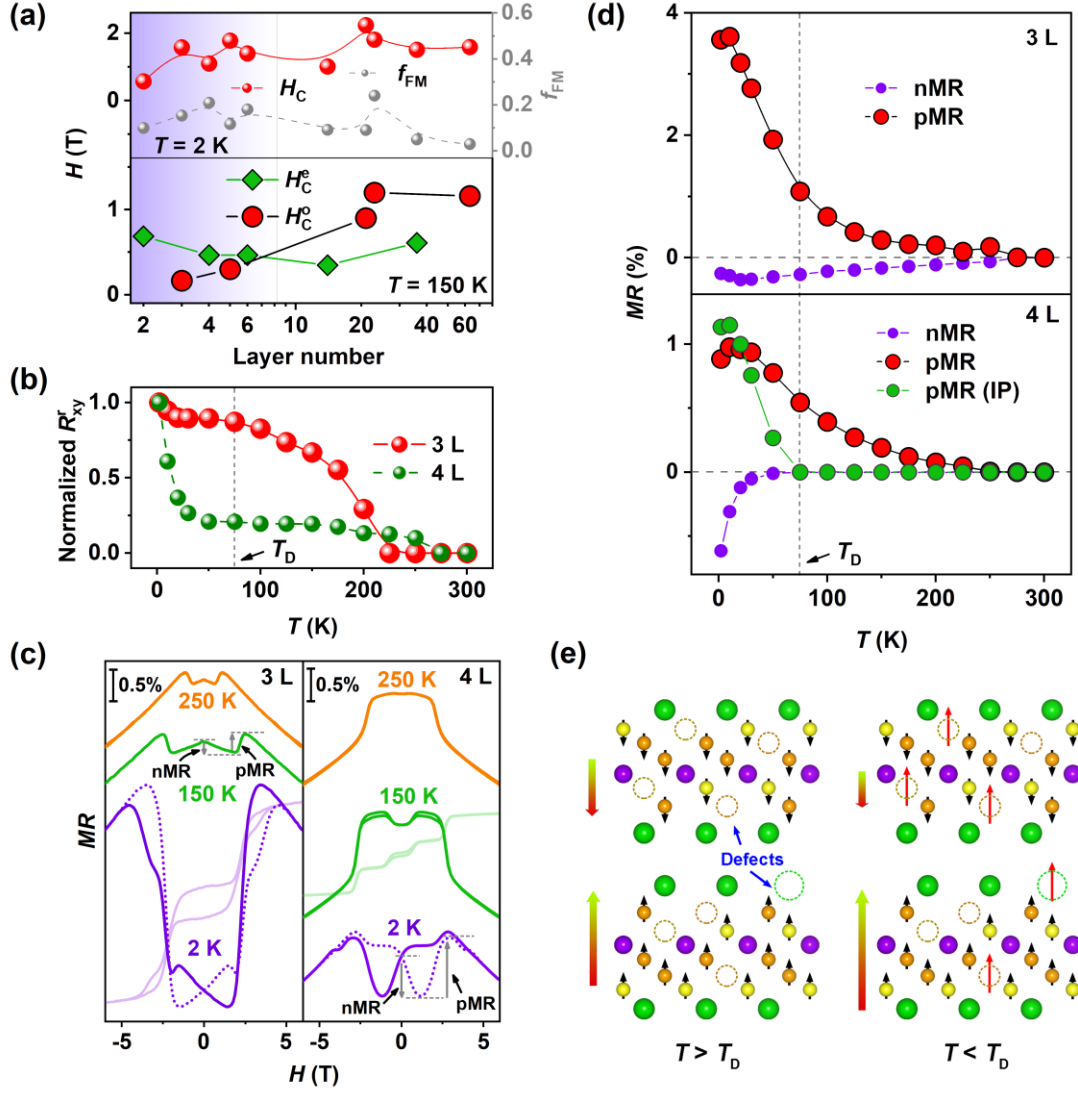 (a)
2
1
0
H (T)
0.6
0.4
0.2
0.0
f_FM
H_C
f_FM
T = 2 K
1
0
H_C^e
H_C^o
T = 150 K
2 4 6 10 20 40 60
Layer number
(b)
1.0
0.5
0.0
Normalized R_xy^r
3 L
4 L
T_D
0 100 200 300
T (K)
(c)
MR
0.5%
3 L
250 K
nMR
pMR
150 K
2 K
0.5%
4 L
150 K
2 K
nMR
pMR
-5 0 5 -5 0 5
H (T)
(d)
4
2
4
0
MR (%)
3 L
nMR
pMR
1
0
4 L
nMR
pMR
pMR (IP)
T_D
0 100 200 300
T (K)
(e)
Defects
T > T_D
T < T_D